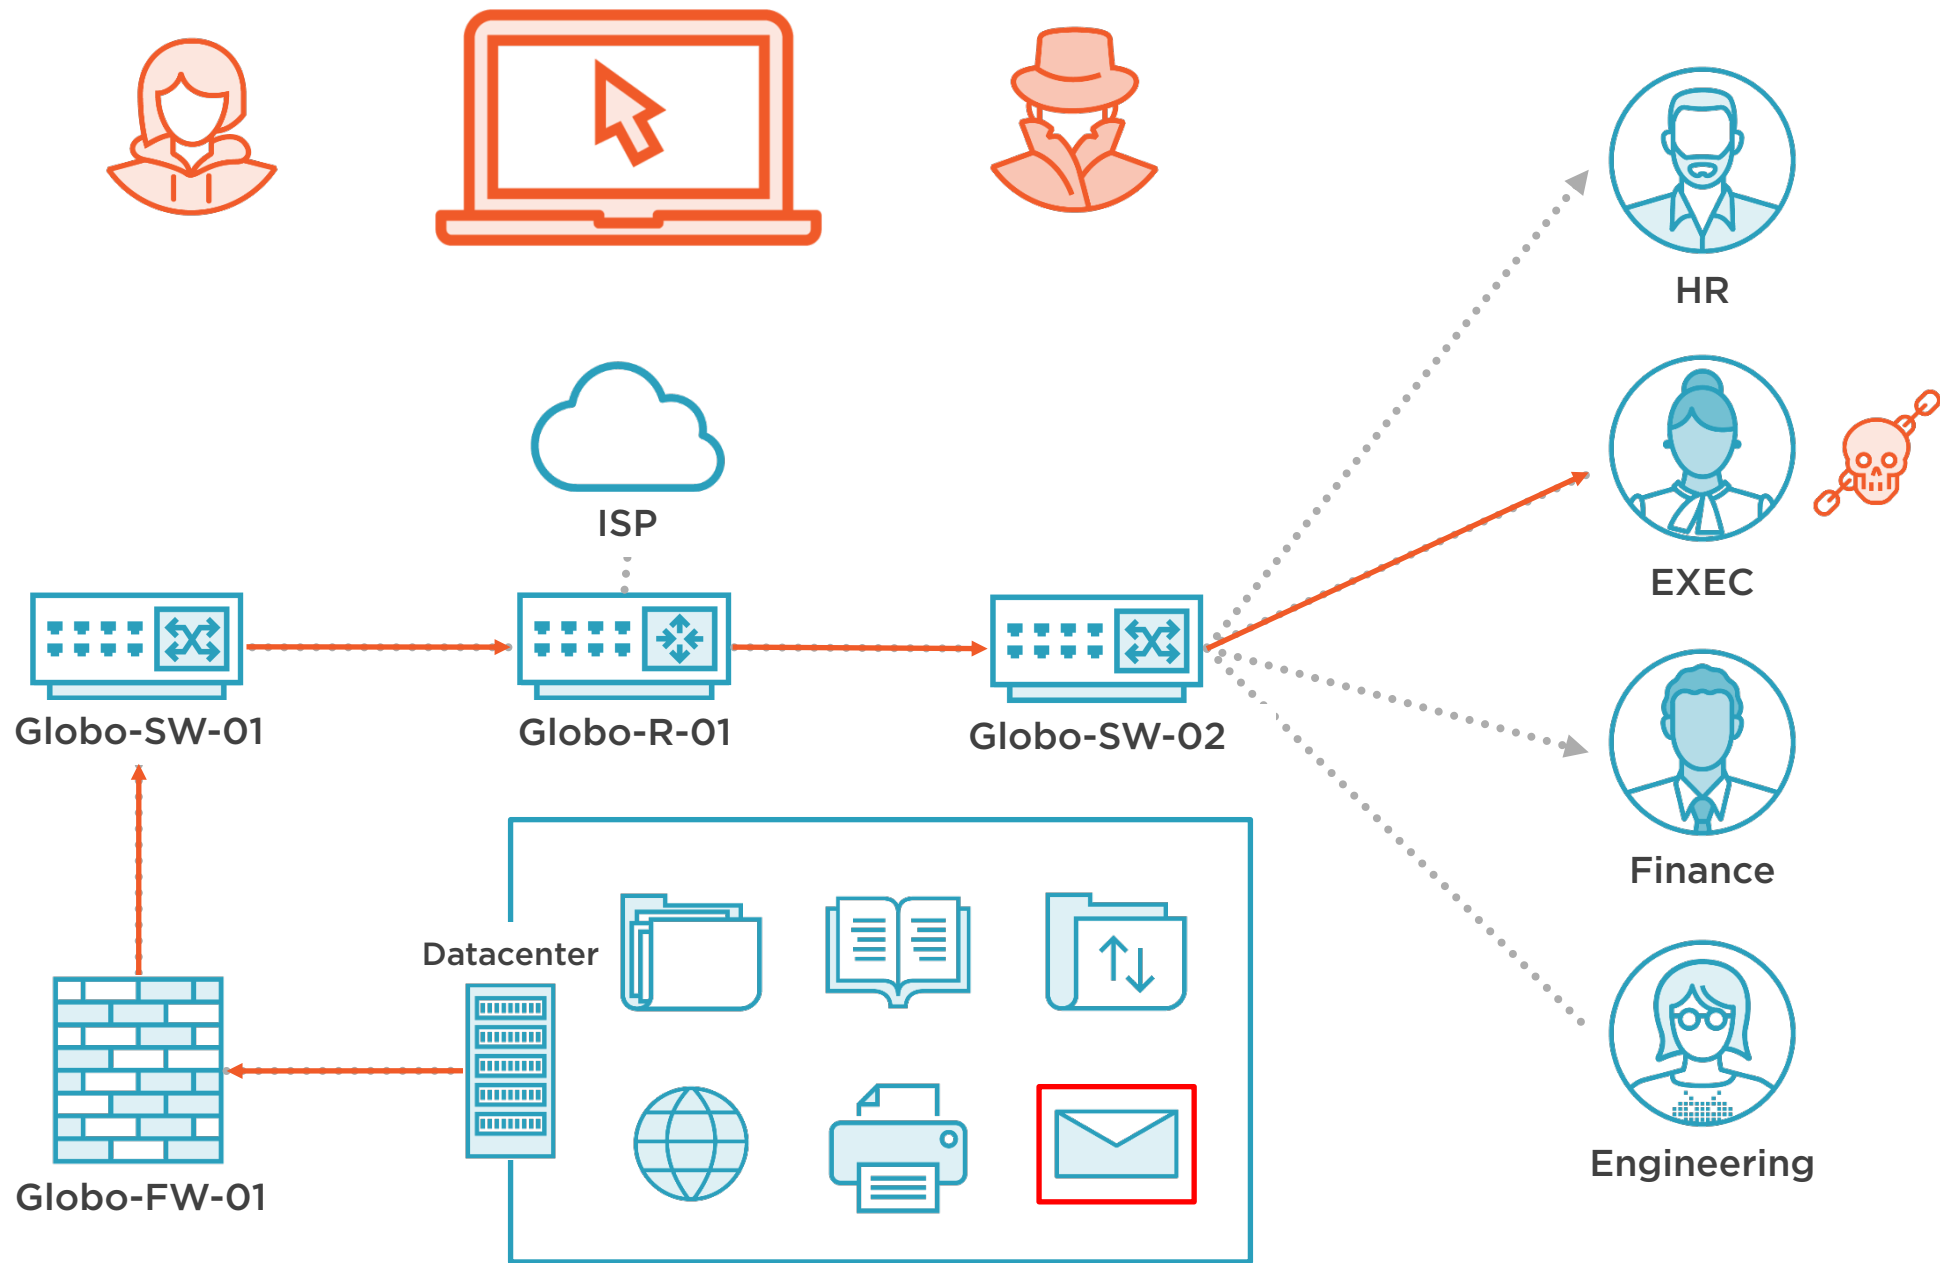 HR
ISP
EXEC
Globo-SW-01
Globo-R-01
Globo-SW-02
Finance
Datacenter
Engineering
Globo-FW-01